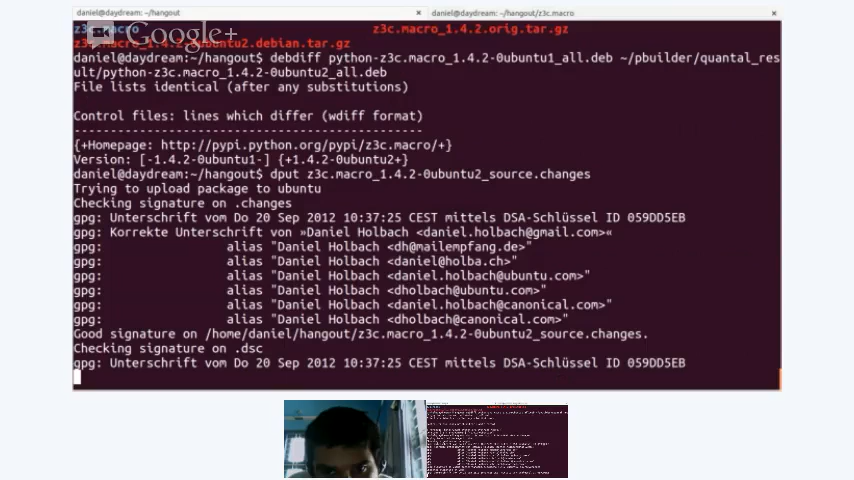 daniel@daydream: ~/hangout × daniel@daydream: ~/hangout/z3c.macro ×
z3c.macro z3c.macro_1.4.2.orig.tar.gz
Google+
z3c.macro_1.4.2-0ubuntu2.debian.tar.gz
daniel@daydream:~/hangout$ debdiff python-z3c.macro_1.4.2-0ubuntu1_all.deb ~/pbuilder/quantal_res
ult/python-z3c.macro_1.4.2-0ubuntu2_all.deb
File lists identical (after any substitutions)
Control files: lines which differ (wdiff format)
------------------------------------------------
{+Homepage: http://pypi.python.org/pypi/z3c.macro/+}
Version: [-1.4.2-0ubuntu1-] {+1.4.2-0ubuntu2+}
daniel@daydream:~/hangout$ dput z3c.macro_1.4.2-0ubuntu2_source.changes
Trying to upload package to ubuntu
Checking signature on .changes
gpg: Unterschrift vom Do 20 Sep 2012 10:37:25 CEST mittels DSA-Schlüssel ID 059DD5EB
gpg: Korrekte Unterschrift von »Daniel Holbach <daniel.holbach@gmail.com>«
gpg: alias "Daniel Holbach <dh@mailempfang.de>"
gpg: alias "Daniel Holbach <daniel@holba.ch>"
gpg: alias "Daniel Holbach <daniel.holbach@ubuntu.com>"
gpg: alias "Daniel Holbach <dholbach@ubuntu.com>"
gpg: alias "Daniel Holbach <daniel.holbach@canonical.com>"
gpg: alias "Daniel Holbach <dholbach@canonical.com>"
Good signature on /home/daniel/hangout/z3c.macro_1.4.2-0ubuntu2_source.changes.
Checking signature on .dsc
gpg: Unterschrift vom Do 20 Sep 2012 10:37:25 CEST mittels DSA-Schlüssel ID 059DD5EB